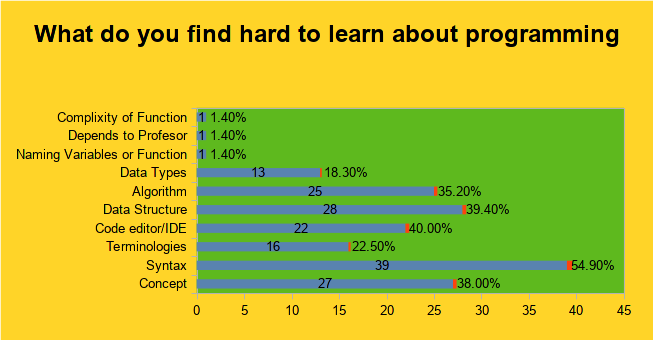 What do you find hard to learn about programming
Complixity of Function 1 1.40%
Depends to Profesor 1 1.40%
Naming Variables or Function 1 1.40%
Data Types 13 18.30%
Algorithm 25 35.20%
Data Structure 28 39.40%
Code editor/IDE 22 40.00%
Terminologies 16 22.50%
Syntax 39 54.90%
Concept 27 38.00%
0 5 10 15 20 25 30 35 40 45